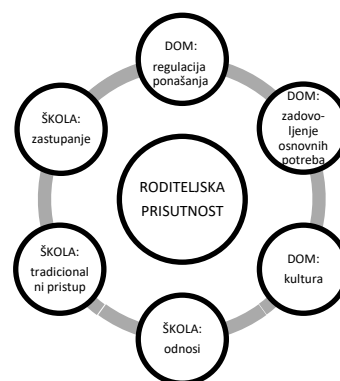 DOM:
regulacija
ponašanja
DOM:
zadovo-
ljenje
osnovnih
potreba
DOM:
kultura
ŠKOLA:
odnosi
ŠKOLA:
tradicional
ni pristup
ŠKOLA:
zastupanje
RODITELJSKA
PRISUTNOST